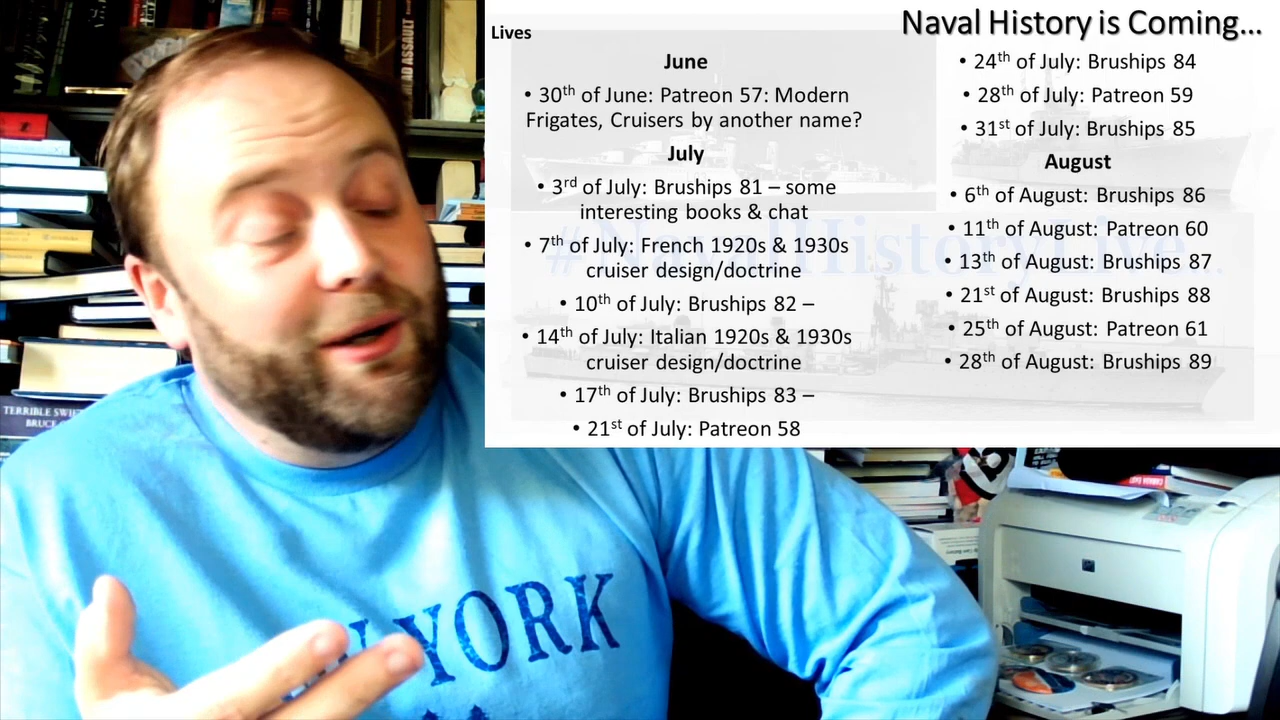 Lives
Naval History is Coming…
June
• 30th of June: Patreon 57: Modern
Frigates, Cruisers by another name?
July
• 3rd of July: Bruships 81 – some
interesting books & chat
• 7th of July: French 1920s & 1930s
cruiser design/doctrine
• 10th of July: Bruships 82 –
• 14th of July: Italian 1920s & 1930s
cruiser design/doctrine
• 17th of July: Bruships 83 –
• 21st of July: Patreon 58
• 24th of July: Bruships 84
• 28th of July: Patreon 59
• 31st of July: Bruships 85
August
• 6th of August: Bruships 86
• 11th of August: Patreon 60
• 13th of August: Bruships 87
• 21st of August: Bruships 88
• 25th of August: Patreon 61
• 28th of August: Bruships 89
#NavalHistoryLive…
ASSAULT
TERRIBLE
BRUCE
YORK
hp